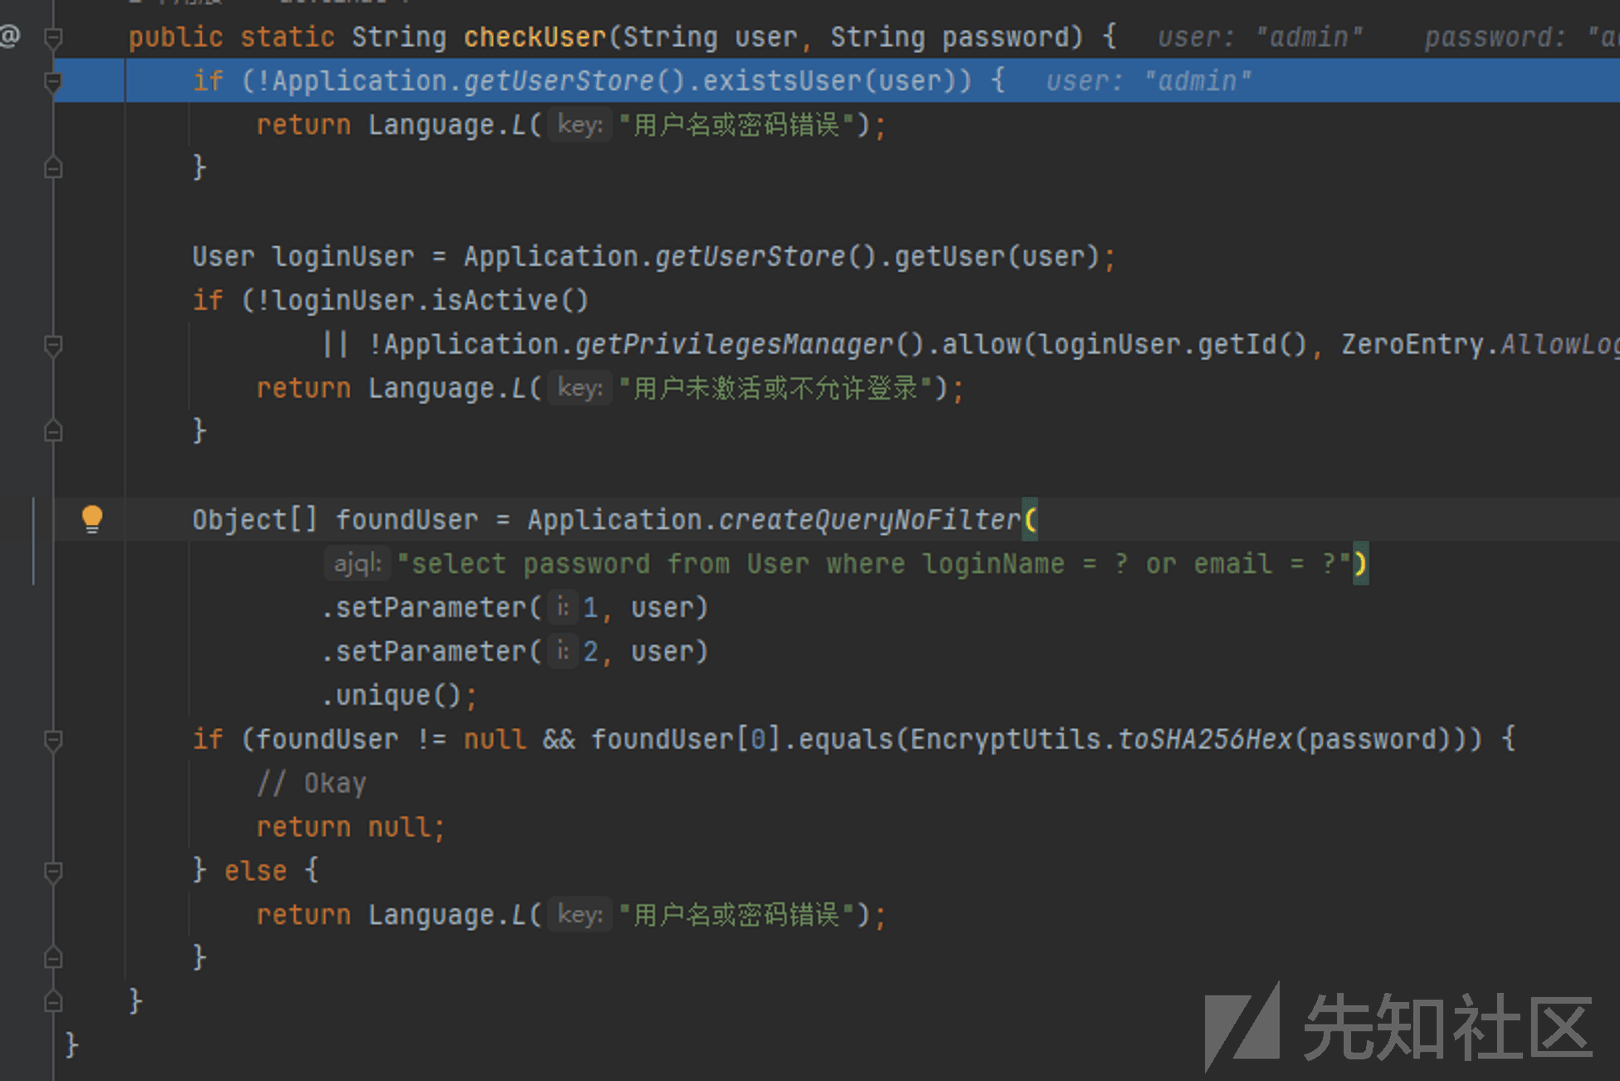 public static String checkUser(String user, String password) {   user: "admin"    password: "a
if (!Application.getUserStore().existsUser(user)) {   user: "admin"
return Language.L( key: "用户名或密码错误");
}
User loginUser = Application.getUserStore().getUser(user);
if (!loginUser.isActive()
|| !Application.getPrivilegesManager().allow(loginUser.getId(), ZeroEntry.AllowLog
return Language.L( key: "用户未激活或不允许登录");
}
Object[] foundUser = Application.createQueryNoFilter(
ajql: "select password from User where loginName = ? or email = ?")
.setParameter( i: 1, user)
.setParameter( i: 2, user)
.unique();
if (foundUser != null && foundUser[0].equals(EncryptUtils.toSHA256Hex(password))) {
// Okay
return null;
} else {
return Language.L( key: "用户名或密码错误");
}
}
}
先知社区